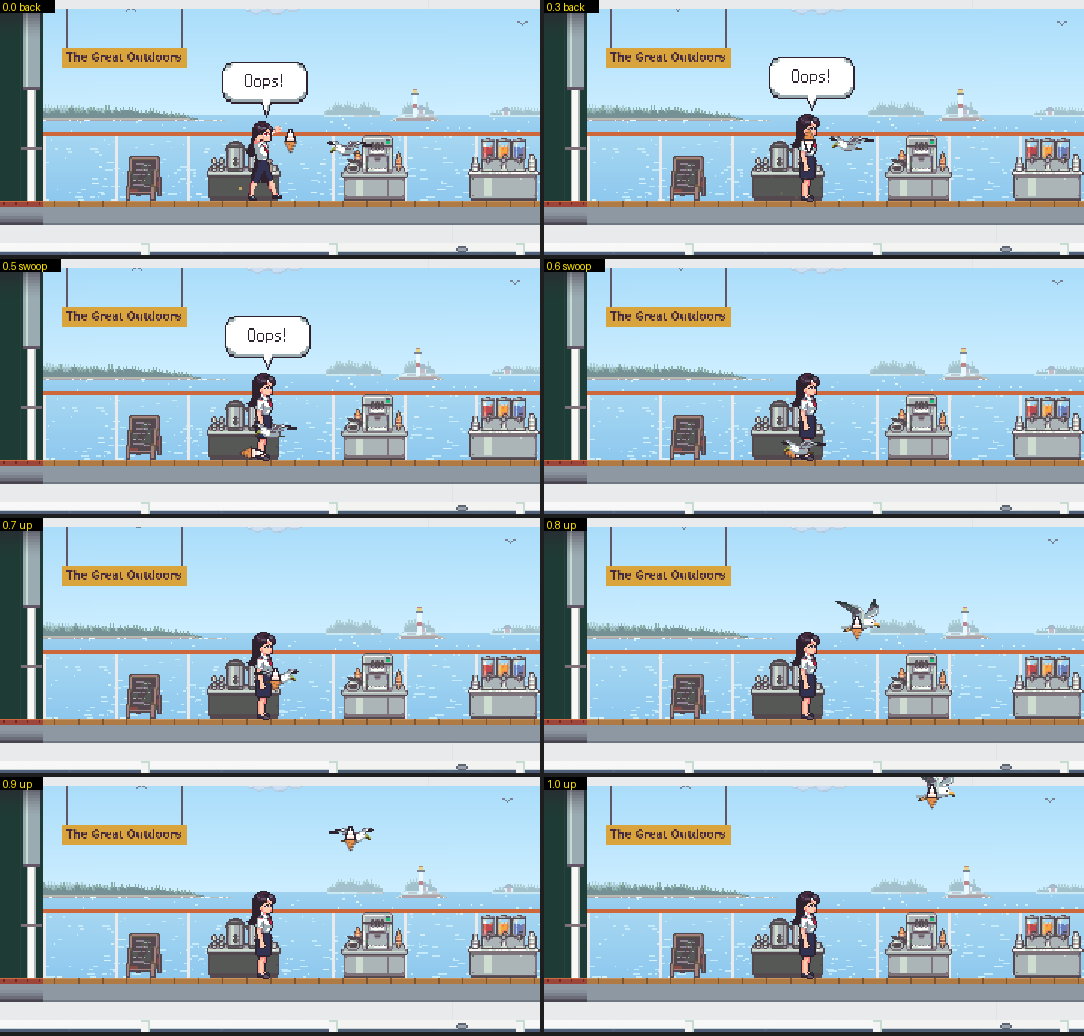 0.0 back
The Great Outdoors
Oops!
0.3 back
The Great Outdoors
Oops!
0.5 swoop
The Great Outdoors
Oops!
0.6 swoop
The Great Outdoors
0.7 up
The Great Outdoors
0.8 up
The Great Outdoors
0.9 up
The Great Outdoors
1.0 up
The Great Outdoors